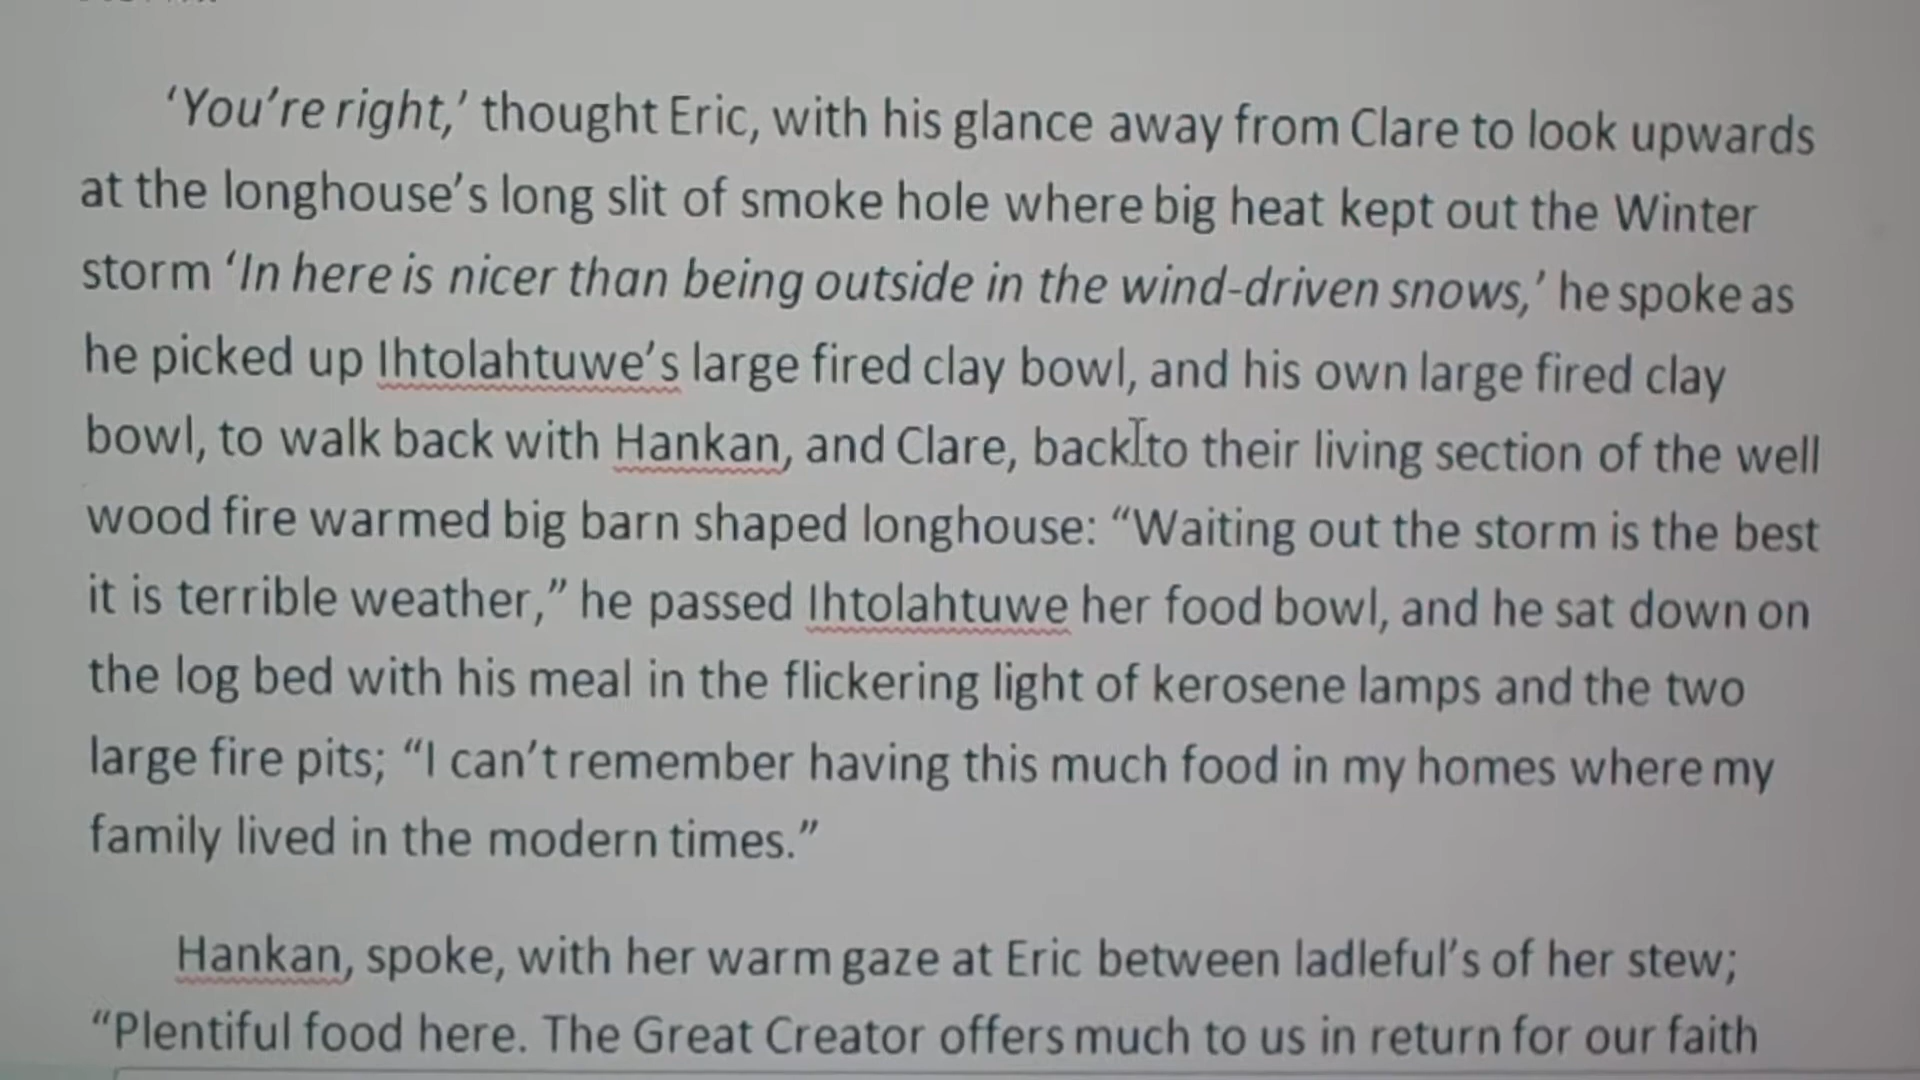 ‘You’re right,’ thought Eric, with his glance away from Clare to look upwards
at the longhouse’s long slit of smoke hole where big heat kept out the Winter
storm ‘In here is nicer than being outside in the wind-driven snows,’ he spoke as
he picked up Ihtolahtuwe’s large fired clay bowl, and his own large fired clay
bowl, to walk back with Hankan, and Clare, back to their living section of the well
wood fire warmed big barn shaped longhouse: “Waiting out the storm is the best
it is terrible weather,” he passed Ihtolahtuwe her food bowl, and he sat down on
the log bed with his meal in the flickering light of kerosene lamps and the two
large fire pits; “I can’t remember having this much food in my homes where my
family lived in the modern times.”
Hankan, spoke, with her warm gaze at Eric between ladleful’s of her stew;
“Plentiful food here. The Great Creator offers much to us in return for our faith